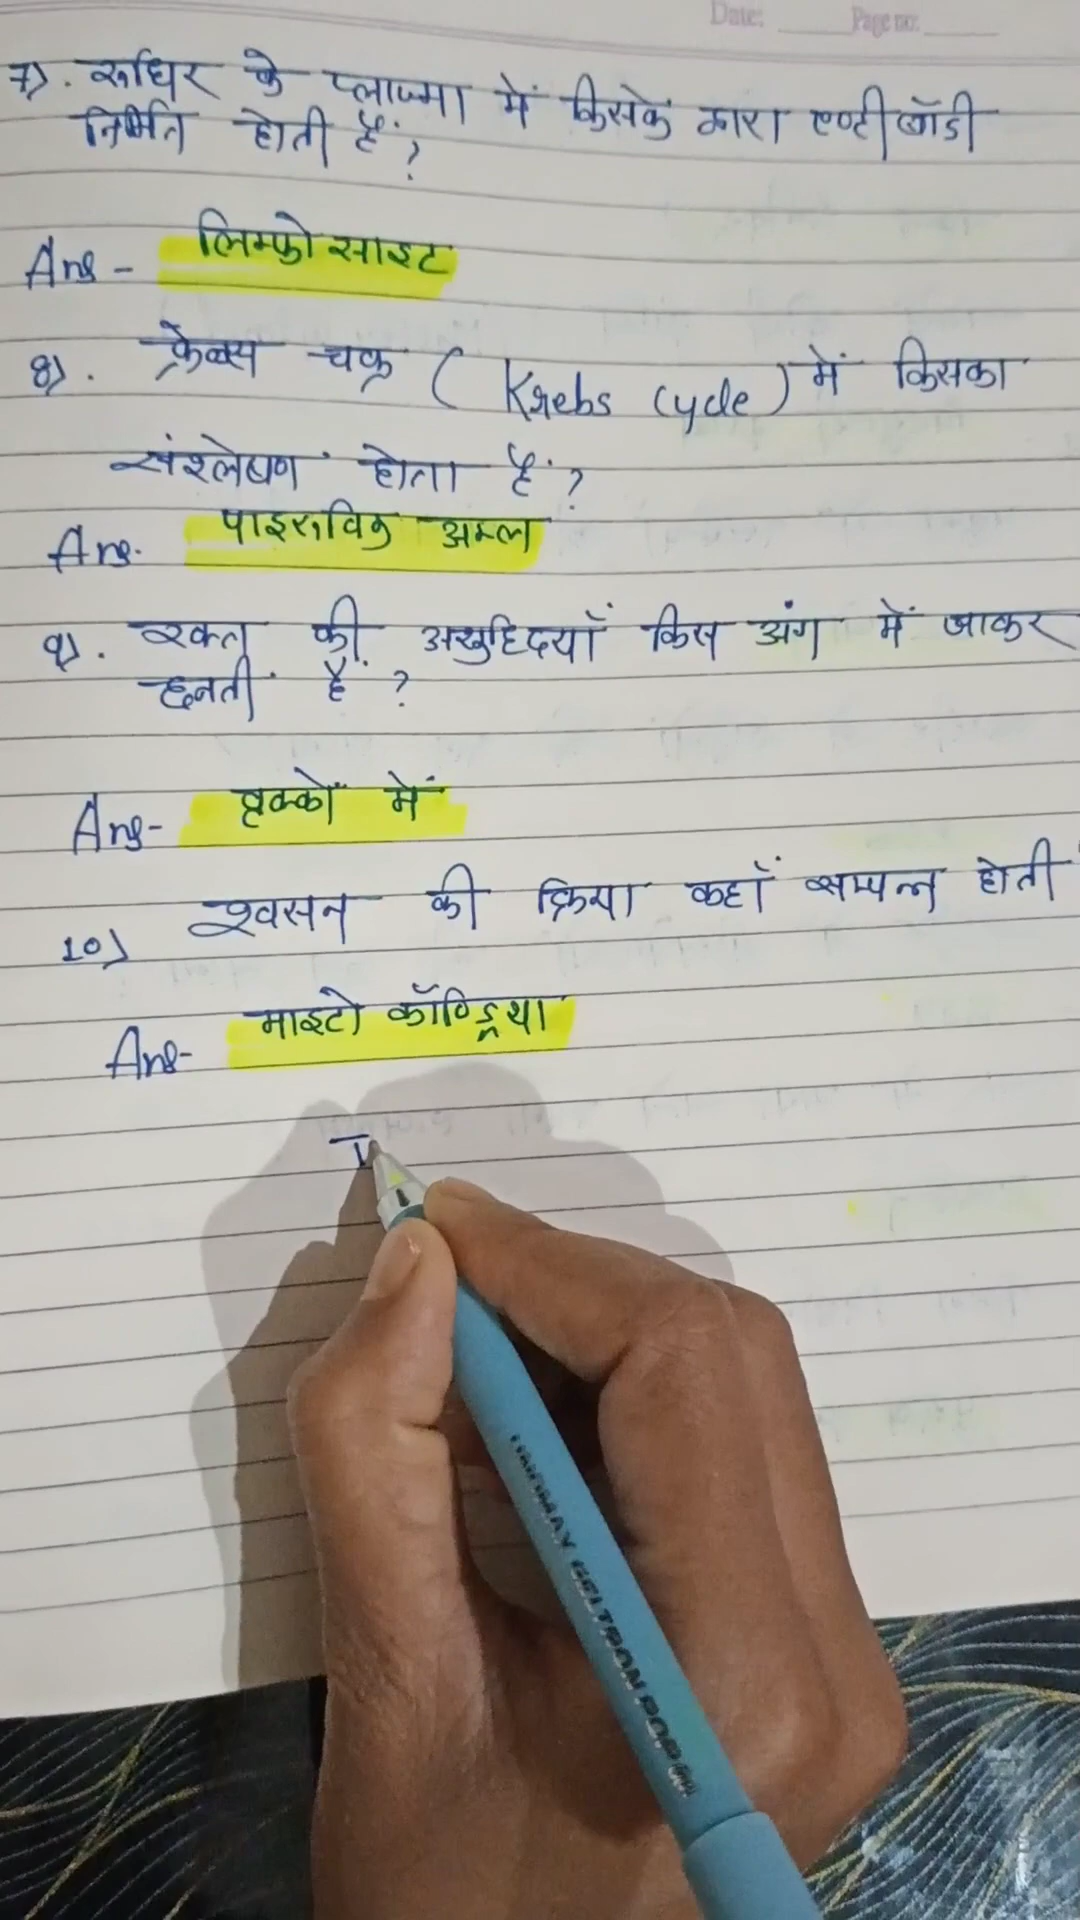 Date: Page no:
7). रूधिर के प्लाज्मा में किसके द्वारा एण्टीबॉडी
निर्मित होती है?
Ans - लिम्फोसाइट
8). क्रेब्स चक्र ( Krebs Cycle) में किसका
संश्लेषण होता है?
Ans. पाइरूविक अम्ल
9). रक्त की अशुद्दियाँ किस अंग में जाकर
छनती है ?
Ans- वृक्कों में
10) श्वसन की क्रिया कहाँ सम्पन्न होती
Ans- माइटोकॉण्ड्रिया